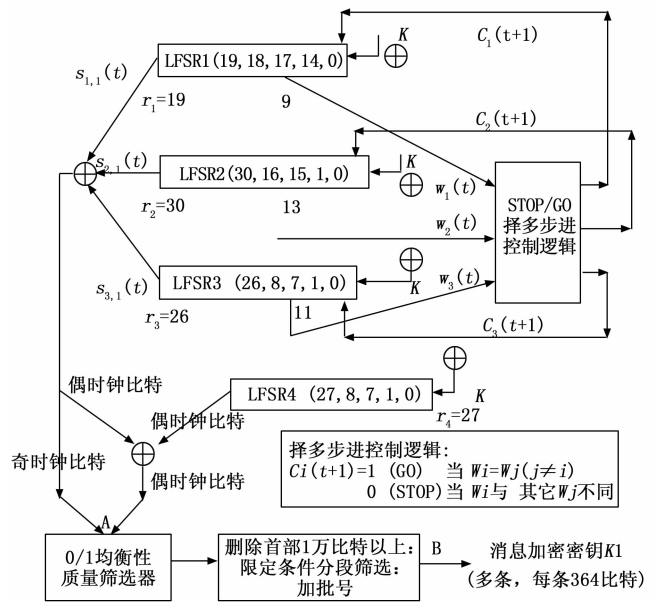 K
C1(t+1)
LFSR1(19,18,17,14,0)
s1,1(t)
r1=19
9
C2(t+1)
K
s2,1(t)
LFSR2(30,16,15,1,0)
w1(t)
STOP/GO
择多步进
控制逻辑
r2=30
13
w2(t)
LFSR3 (26,8,7,1,0)
K
w3(t)
s3,1(t)
r3=26
11
C3(t+1)
偶时钟比特
LFSR4 (27,8,7,1,0)
K
r4=27
偶时钟比特
奇时钟比特
偶时钟比特
择多步进控制逻辑:
Ci(t+1)=1 (GO) 当 Wi=Wj(j≠i)
0 (STOP)当 Wi与 其它Wj不同
A
0/1均衡性
质量筛选器
删除首部1万比特以上:
限定条件分段筛选:
加批号
B
消息加密密钥K1
(多条, 每条364比特)